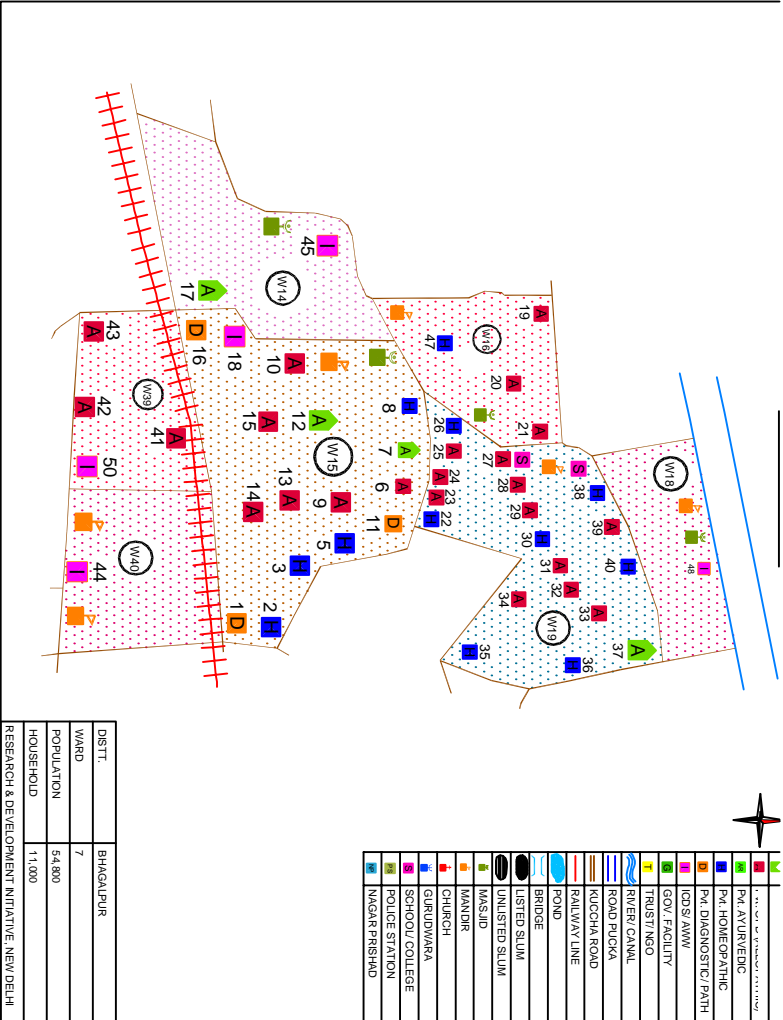 W14
W15
W16
W18
W19
W39
W40
I 45
A 17
D 16
I 18
A 10
A 15
A 12
H 8
A 7
A 6
D 11
A 9
A 13
A 14
H 5
H 3
H 2
D 1
A 19
H 47
A 20
A 21
H 26
A 25
A 24
A 23
H 22
A 27
S
A 28
A 29
H 30
A 31
A 32
A 33
A 34
H 35
H 36
A 37
S
H 38
A 39
H 40
I 48
A 43
A 42
A 41
I 50
I 44
Pvt. AYURVEDIC
H Pvt. HOMEOPATHIC
D Pvt. DIAGNOSTIC/ PATH
I ICDS/ AWW
G GOV. FACILITY
T TRUST/ NGO
RIVER/ CANAL
ROAD PUCKA
KUCCHA ROAD
RAILWAY LINE
POND
BRIDGE
LISTED SLUM
UNLISTED SLUM
MASJID
MANDIR
CHURCH
GURUDWARA
S SCHOOL/ COLLEGE
PS POLICE STATION
NP NAGAR PRISHAD
DISTT. BHAGALPUR
WARD 7
POPULATION 54,800
HOUSEHOLD 11,000
RESEARCH & DEVELOPMENT INITIATIVE, NEW DELHI